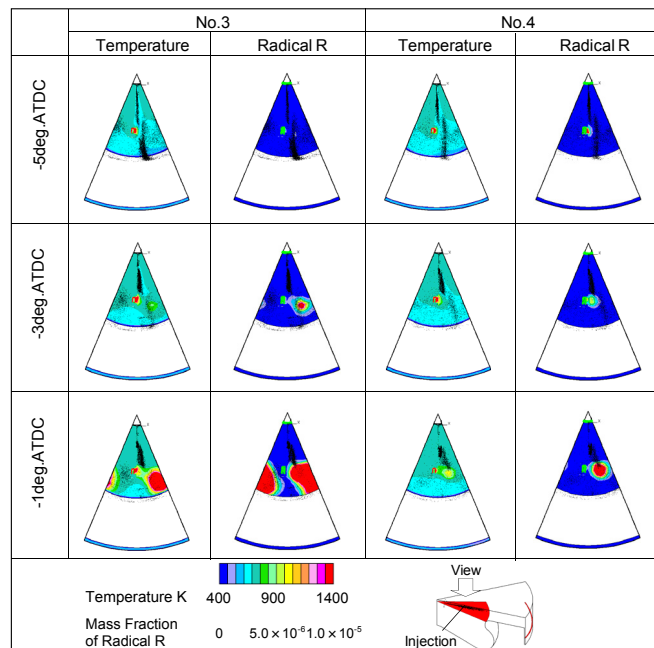 No.3 No.4
Temperature Radical R Temperature Radical R
-5deg.ATDC
-3deg.ATDC
-1deg.ATDC
Temperature K 400 900 1400
Mass Fraction
of Radical R
0 5.0×10⁻⁶ 1.0×10⁻⁵
View
Injection